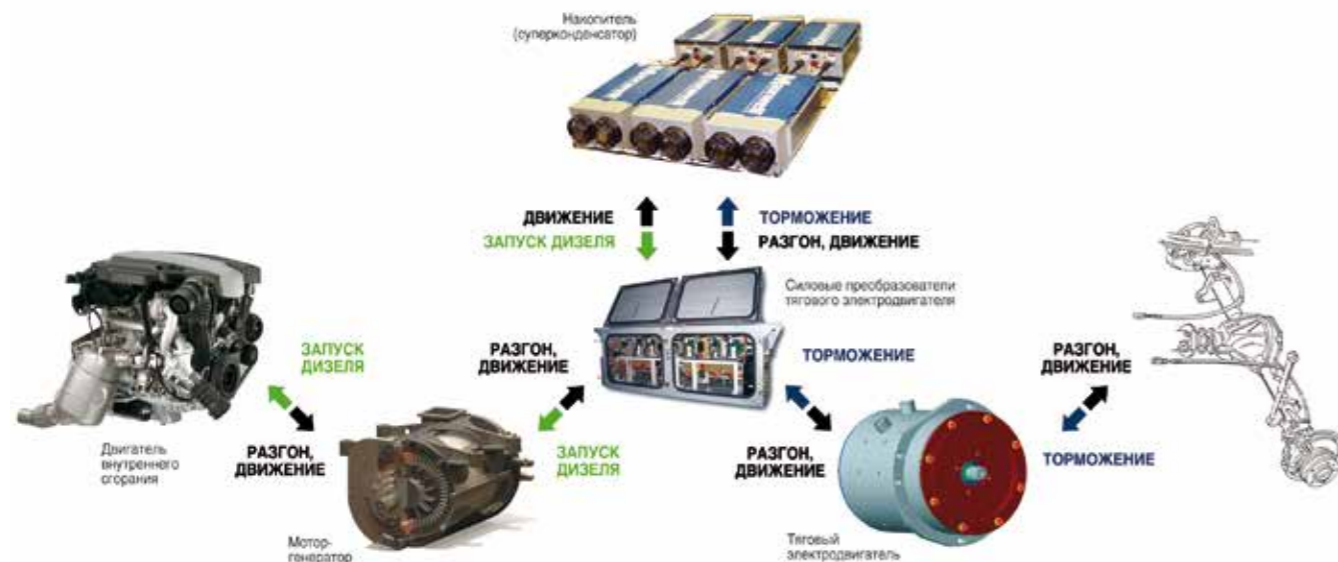 Накопитель
(суперконденсатор)
ДВИЖЕНИЕ
ТОРМОЖЕНИЕ
ЗАПУСК ДИЗЕЛЯ
РАЗГОН, ДВИЖЕНИЕ
Силовые преобразователи
тягового электродвигателя
ЗАПУСК
ДИЗЕЛЯ
РАЗГОН,
ДВИЖЕНИЕ
ТОРМОЖЕНИЕ
РАЗГОН,
ДВИЖЕНИЕ
Двигатель
внутреннего
сгорания
РАЗГОН,
ДВИЖЕНИЕ
ЗАПУСК
ДИЗЕЛЯ
РАЗГОН,
ДВИЖЕНИЕ
ТОРМОЖЕНИЕ
Мотор-
генератор
Тяговый
электродвигатель